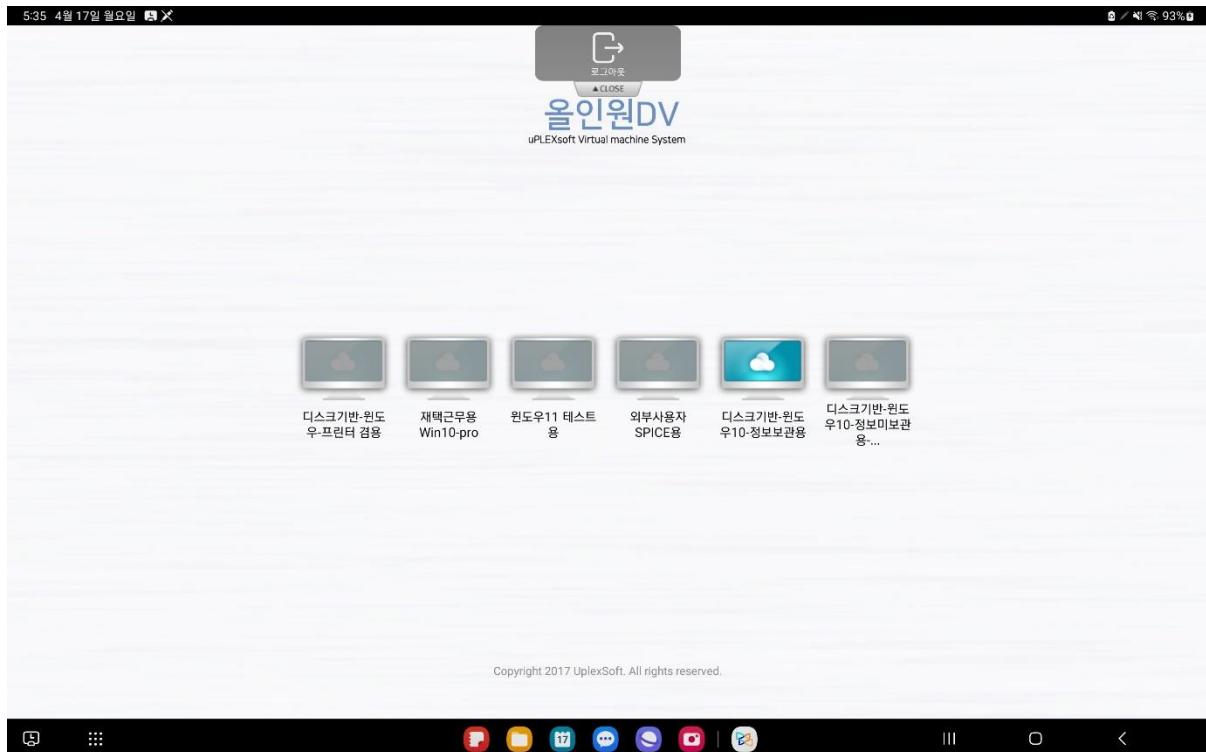 5:35 4월 17일 월요일
93%
로그아웃
▲CLOSE
올인원DV
uPLEXsoft Virtual machine System
디스크기반-윈도
우-프린터 겸용
재택근무용
Win10-pro
윈도우11 테스트
용
외부사용자
SPICE용
디스크기반-윈도
우10-정보보관용
디스크기반-윈도
우10-정보미보관
용-...
Copyright 2017 UplexSoft. All rights reserved.
17